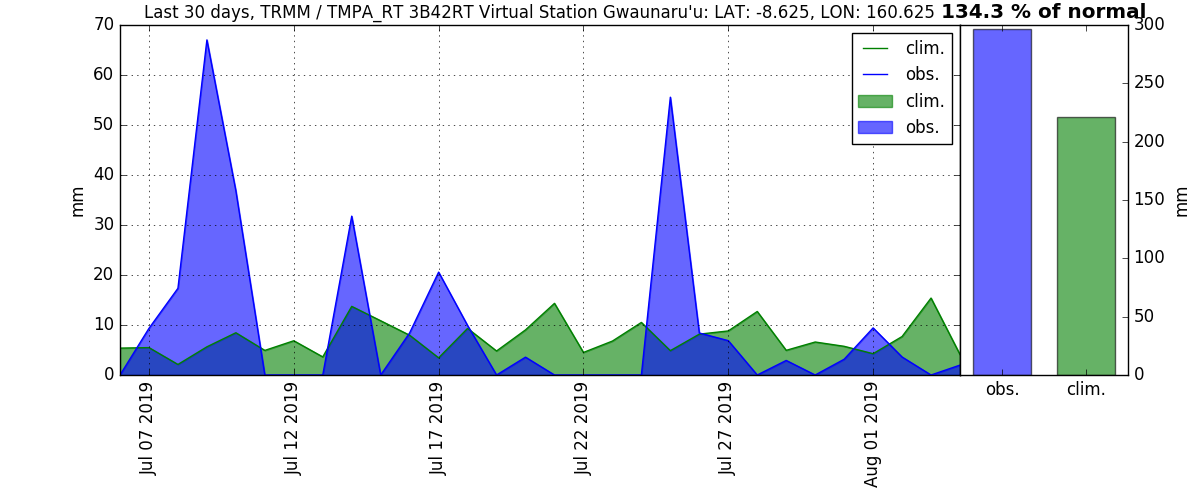 Last 30 days, TRMM / TMPA_RT 3B42RT Virtual Station Gwaunaru'u: LAT: -8.625, LON: 160.625 134.3 % of normal
70
60
50
40
30
20
10
0
mm
clim.
obs.
clim.
obs.
Jul 07 2019
Jul 12 2019
Jul 17 2019
Jul 22 2019
Jul 27 2019
Aug 01 2019
300
250
200
150
100
50
0
mm
obs.
clim.